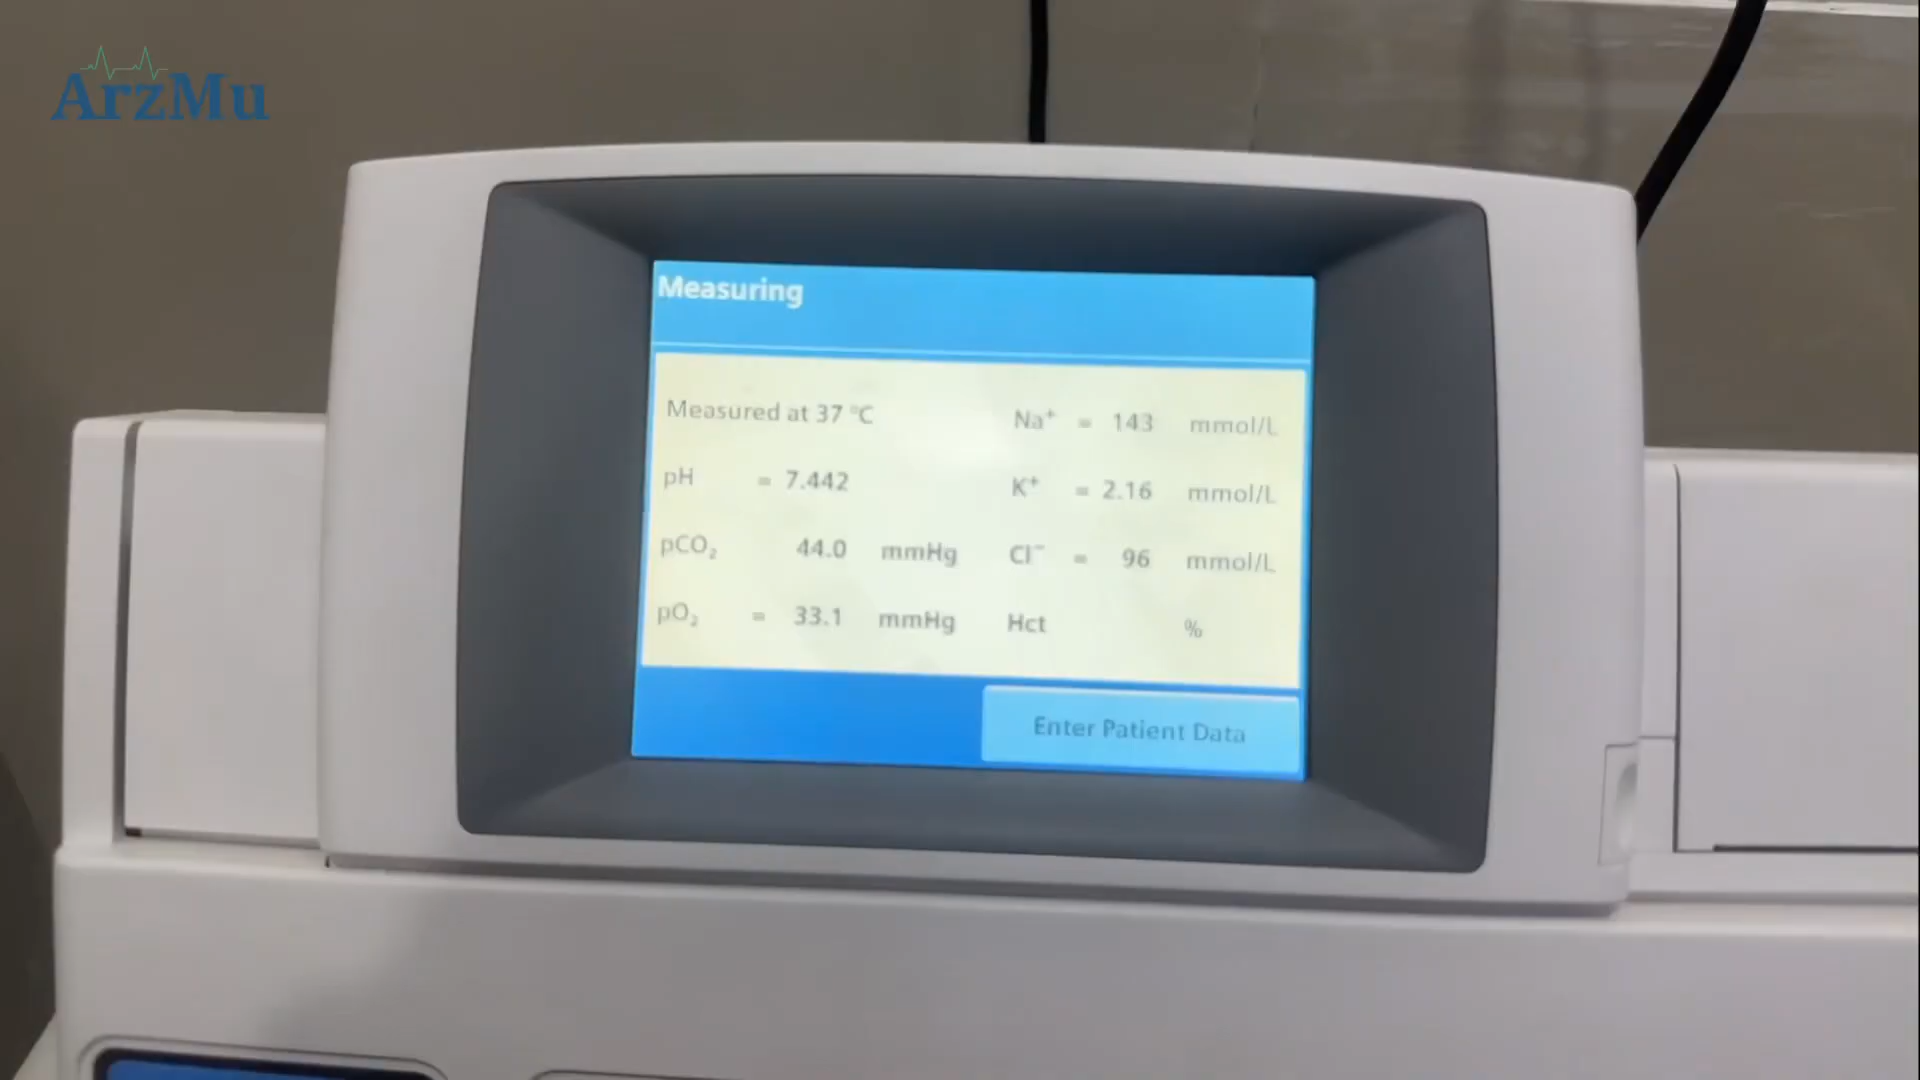 ArzMu
Measuring
Measured at 37 °C
pH = 7.442
pCO₂ 44.0 mmHg
pO₂ = 33.1 mmHg
Na⁺ = 143 mmol/L
K⁺ = 2.16 mmol/L
Cl⁻ = 96 mmol/L
Hct %
Enter Patient Data